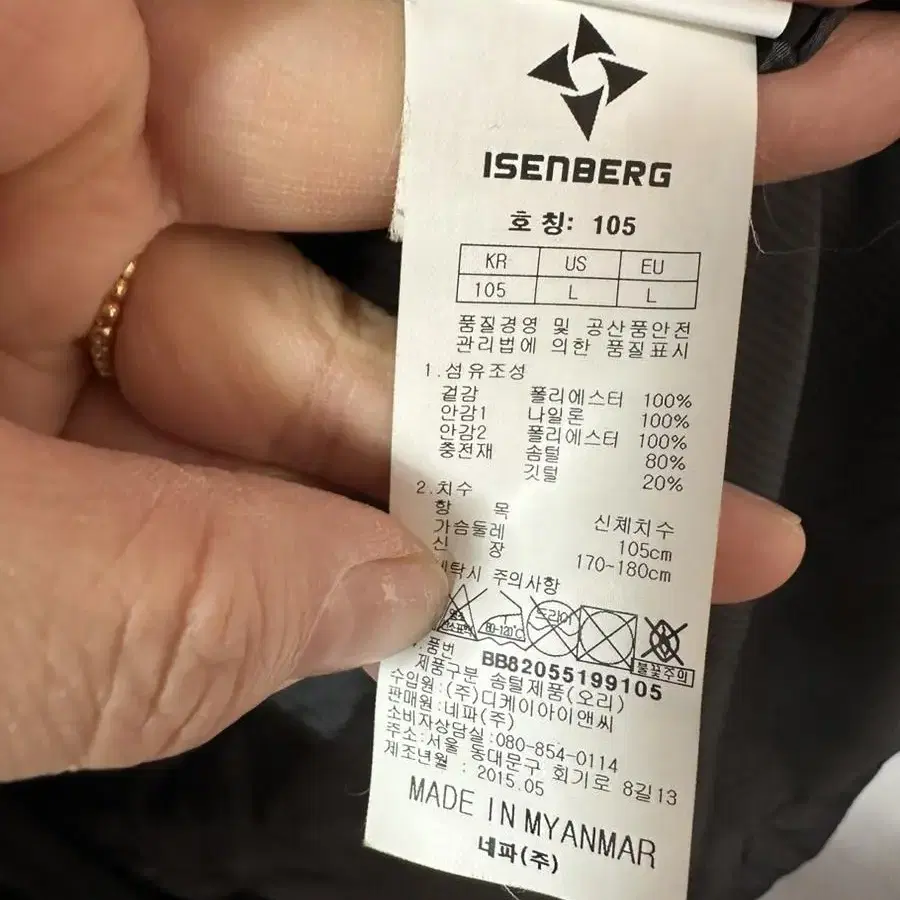 ISENBERG
호 칭: 105
KR US EU
105 L L
품질경영 및 공산품안전
관리법에 의한 품질표시
1.섬유조성
겉감 폴리에스터 100%
안감1 나일론 100%
안감2 폴리에스터 100%
충전재 솜털 80%
깃털 20%
2.치수
항 목 신체치수
가슴둘레 105cm
신 장 170-180cm
세탁시 주의사항
80-120℃ 드라이
불꽃주의
품번 BB82055199105
제품구분 솜털제품(오리)
수입원:(주)디케이아이앤씨
판매원:네파(주)
소비자상담실:080-854-0114
주소:서울 동대문구 회기로 8길13
제조년월 : 2015.05
MADE IN MYANMAR
네파(주)